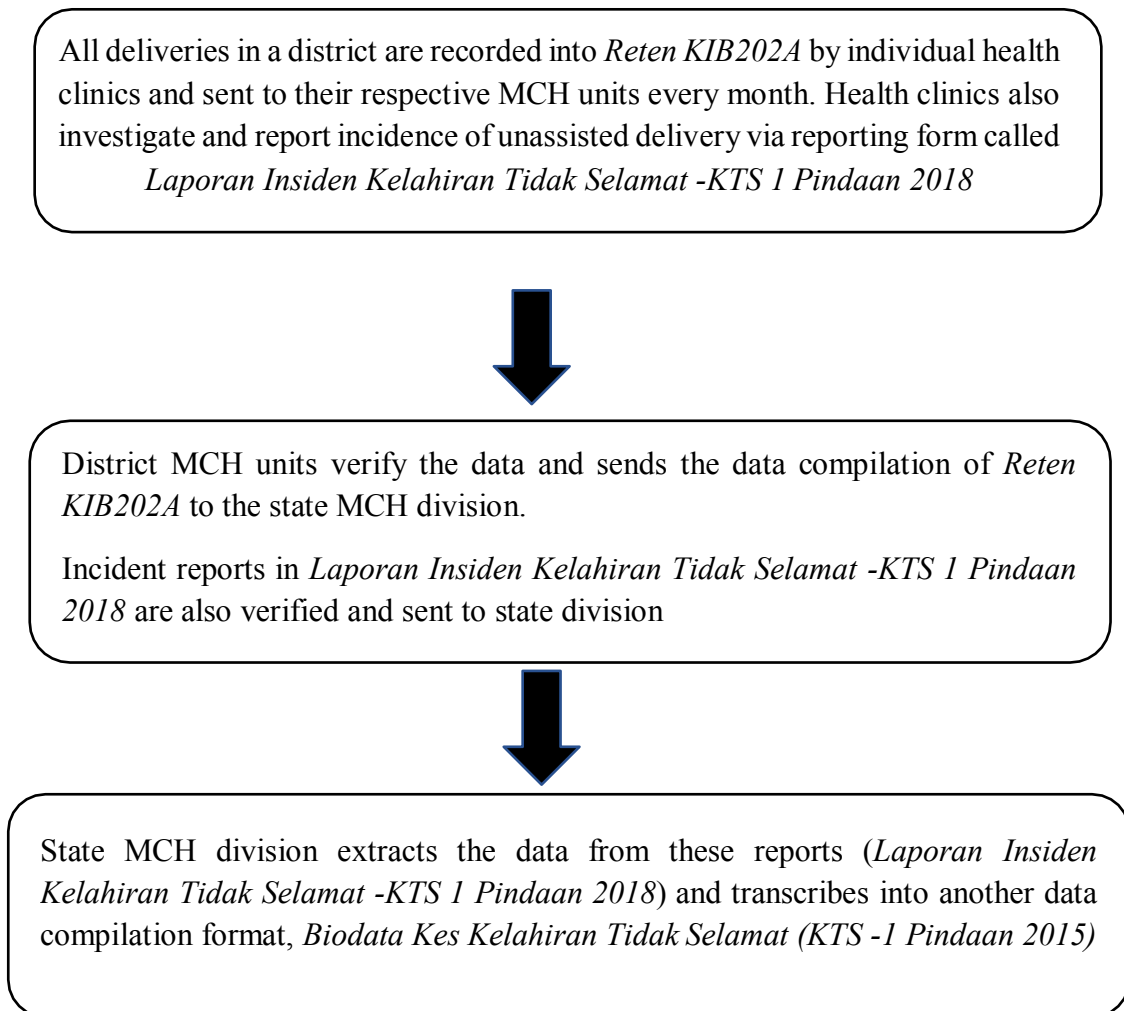 All deliveries in a district are recorded into Reten KIB202A by individual health
clinics and sent to their respective MCH units every month. Health clinics also
investigate and report incidence of unassisted delivery via reporting form called
Laporan Insiden Kelahiran Tidak Selamat -KTS 1 Pindaan 2018
District MCH units verify the data and sends the data compilation of Reten
KIB202A to the state MCH division.
Incident reports in Laporan Insiden Kelahiran Tidak Selamat -KTS 1 Pindaan
2018 are also verified and sent to state division
State MCH division extracts the data from these reports (Laporan Insiden
Kelahiran Tidak Selamat -KTS 1 Pindaan 2018) and transcribes into another data
compilation format, Biodata Kes Kelahiran Tidak Selamat (KTS -1 Pindaan 2015)